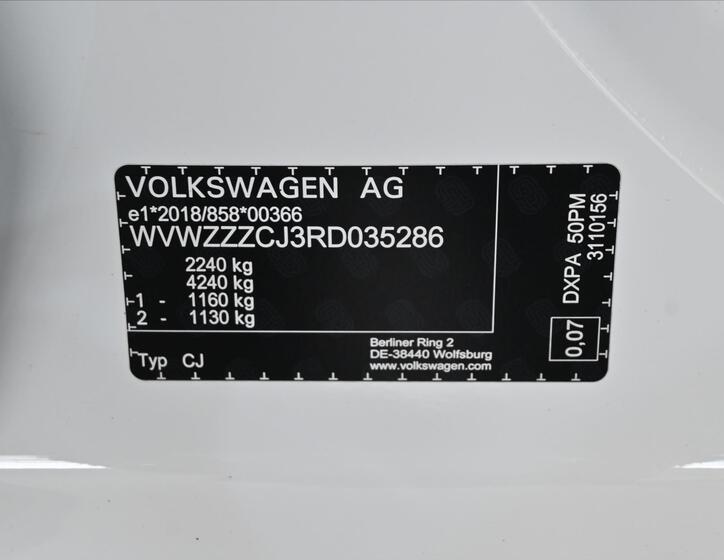 VOLKSWAGEN AG
e1*2018/858*00366
WVWZZZCJ3RD035286
2240 kg
4240 kg
1 - 1160 kg
2 - 1130 kg
Typ CJ
Berliner Ring 2
DE-38440 Wolfsburg
www.volkswagen.com
0,07
DXPA 50PM
3110156